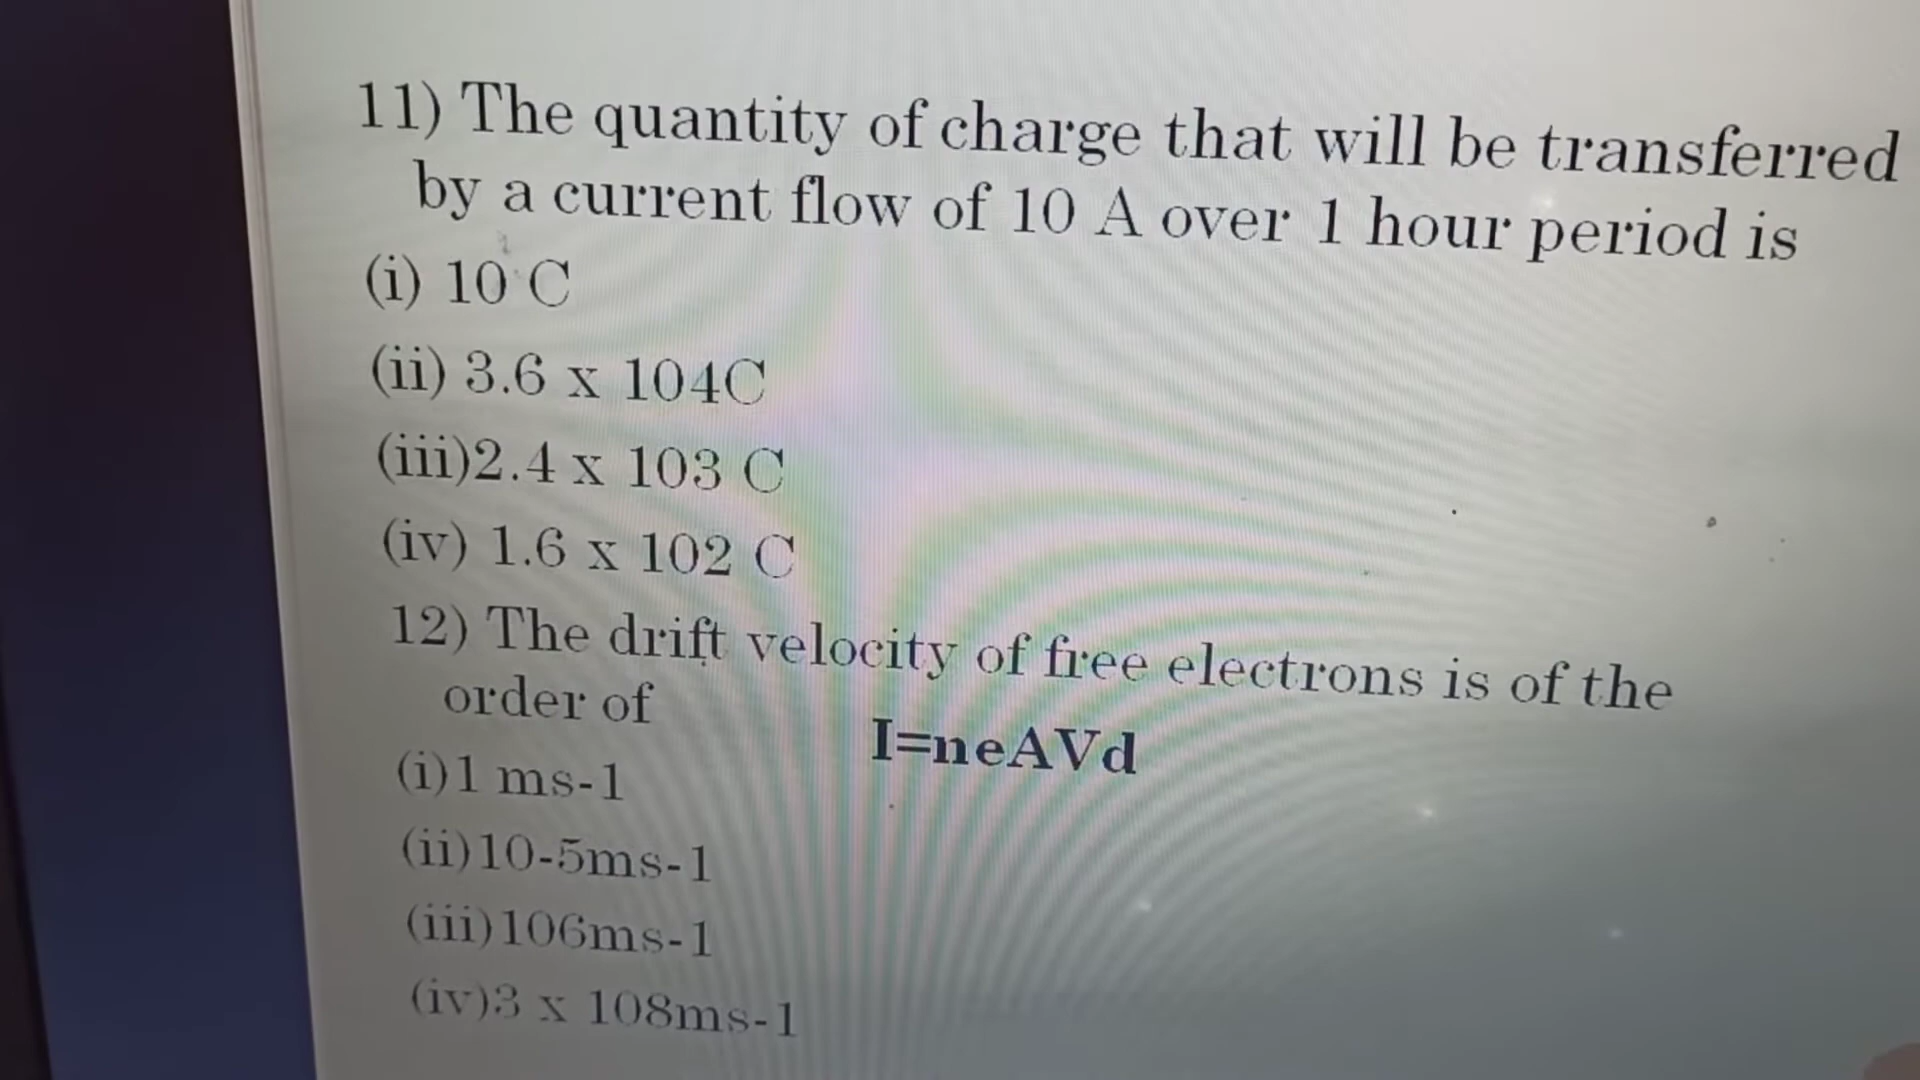 11) The quantity of charge that will be transferred
by a current flow of 10 A over 1 hour period is
(i) 10 C
(ii) 3.6 x 104C
(iii)2.4 x 103 C
(iv) 1.6 x 102 C
12) The drift velocity of free electrons is of the
order of
I=neAVd
(i)1 ms-1
(ii)10-5ms-1
(iii)106ms-1
(iv)3 x 108ms-1